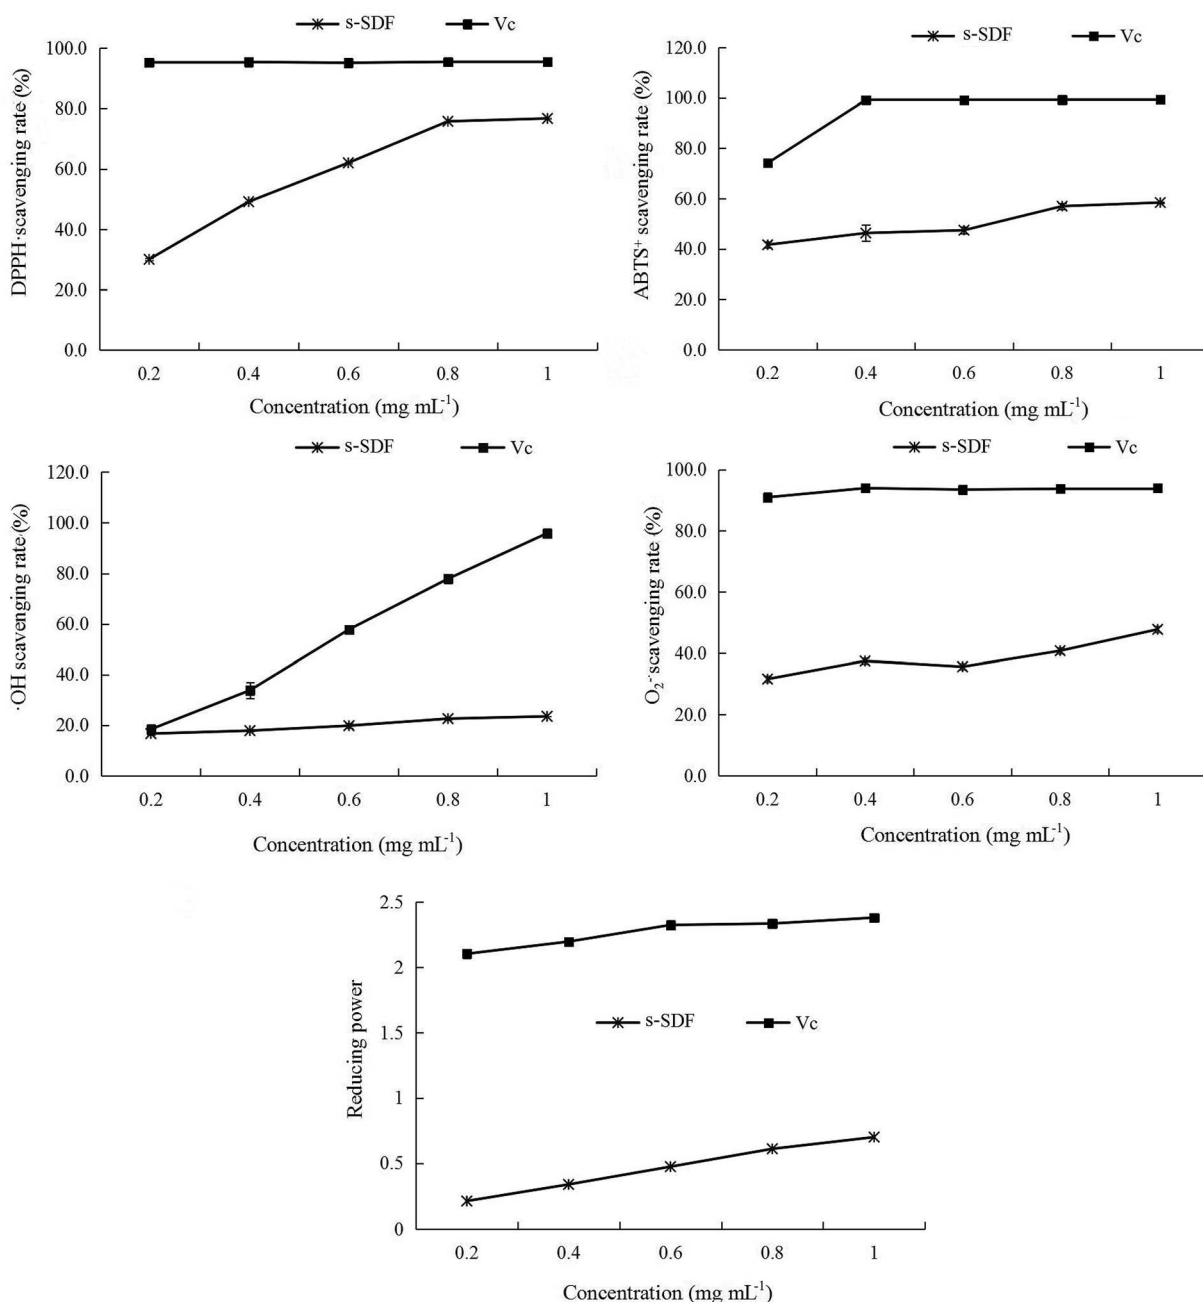 s-SDF Vc
100.0
80.0
60.0
40.0
20.0
0.0
DPPH·scavenging rate (%)
0.2 0.4 0.6 0.8 1
Concentration (mg mL⁻¹)
s-SDF Vc
120.0
100.0
80.0
60.0
40.0
20.0
0.0
ABTS⁺ scavenging rate (%)
0.2 0.4 0.6 0.8 1
Concentration (mg mL⁻¹)
s-SDF Vc
120.0
100.0
80.0
60.0
40.0
20.0
0.0
·OH scavenging rate (%)
0.2 0.4 0.6 0.8 1
Concentration (mg mL⁻¹)
s-SDF Vc
100.0
80.0
60.0
40.0
20.0
0.0
O₂⁻·scavenging rate (%)
0.2 0.4 0.6 0.8 1
Concentration (mg mL⁻¹)
2.5
2
1.5
1
0.5
0
Reducing power
s-SDF Vc
0.2 0.4 0.6 0.8 1
Concentration (mg mL⁻¹)